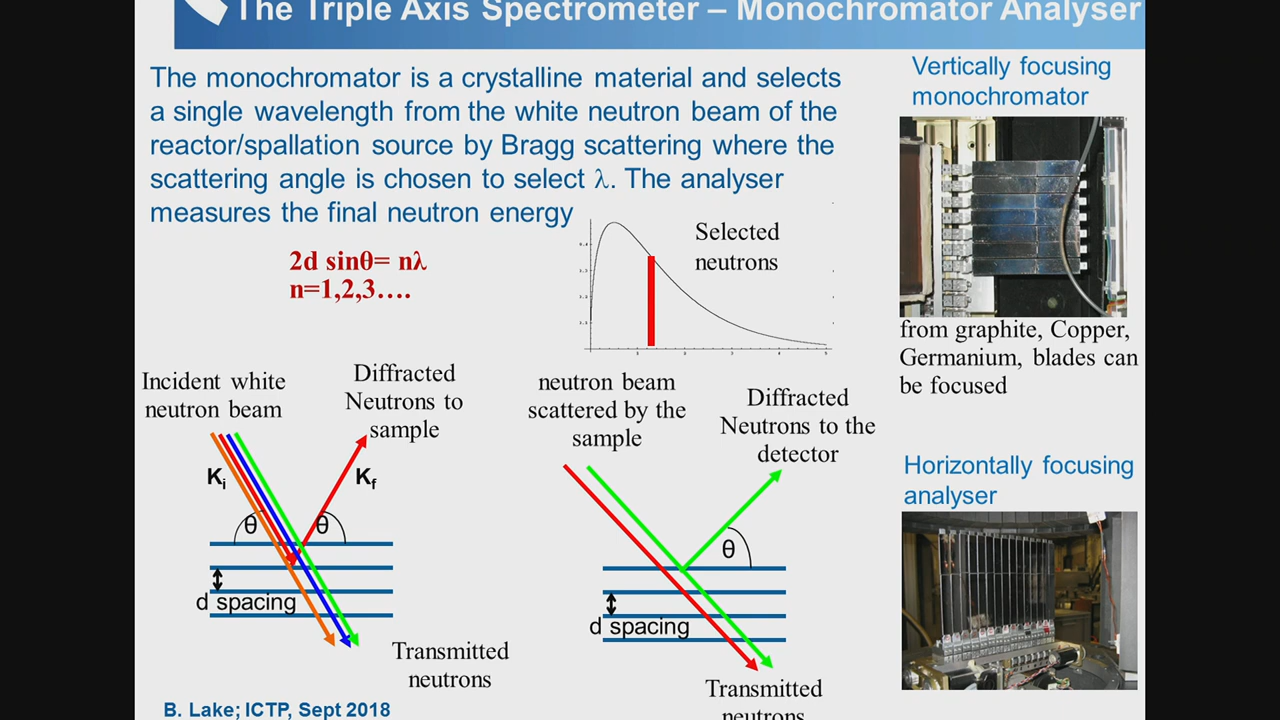 The Triple Axis Spectrometer – Monochromator Analyser
The monochromator is a crystalline material and selects
a single wavelength from the white neutron beam of the
reactor/spallation source by Bragg scattering where the
scattering angle is chosen to select λ. The analyser
measures the final neutron energy
2d sinθ= nλ
n=1,2,3….
Selected
neutrons
Vertically focusing
monochromator
from graphite, Copper,
Germanium, blades can
be focused
Incident white
neutron beam
Diffracted
Neutrons to
sample
Ki
Kf
θ
θ
d spacing
Transmitted
neutrons
neutron beam
scattered by the
sample
Diffracted
Neutrons to the
detector
θ
d spacing
Transmitted
neutrons
Horizontally focusing
analyser
B. Lake; ICTP, Sept 2018